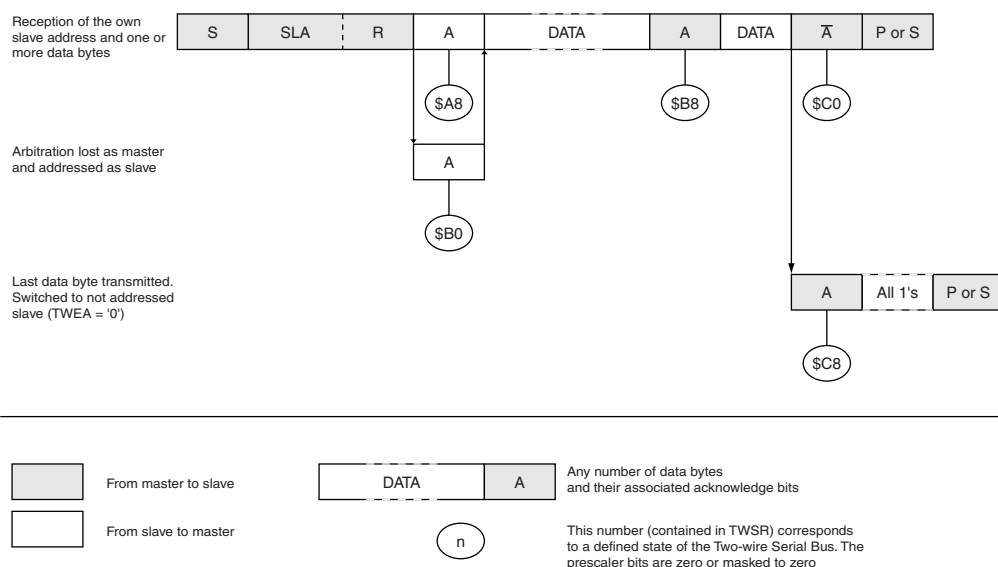 Reception of the own
slave address and one or
more data bytes
S SLA R A DATA A DATA A̅ P or S
$A8 $B8 $C0
Arbitration lost as master
and addressed as slave
A
$B0
Last data byte transmitted.
Switched to not addressed
slave (TWEA = '0')
A All 1's P or S
$C8
From master to slave
From slave to master
DATA A
Any number of data bytes
and their associated acknowledge bits
n
This number (contained in TWSR) corresponds
to a defined state of the Two-wire Serial Bus. The
prescaler bits are zero or masked to zero